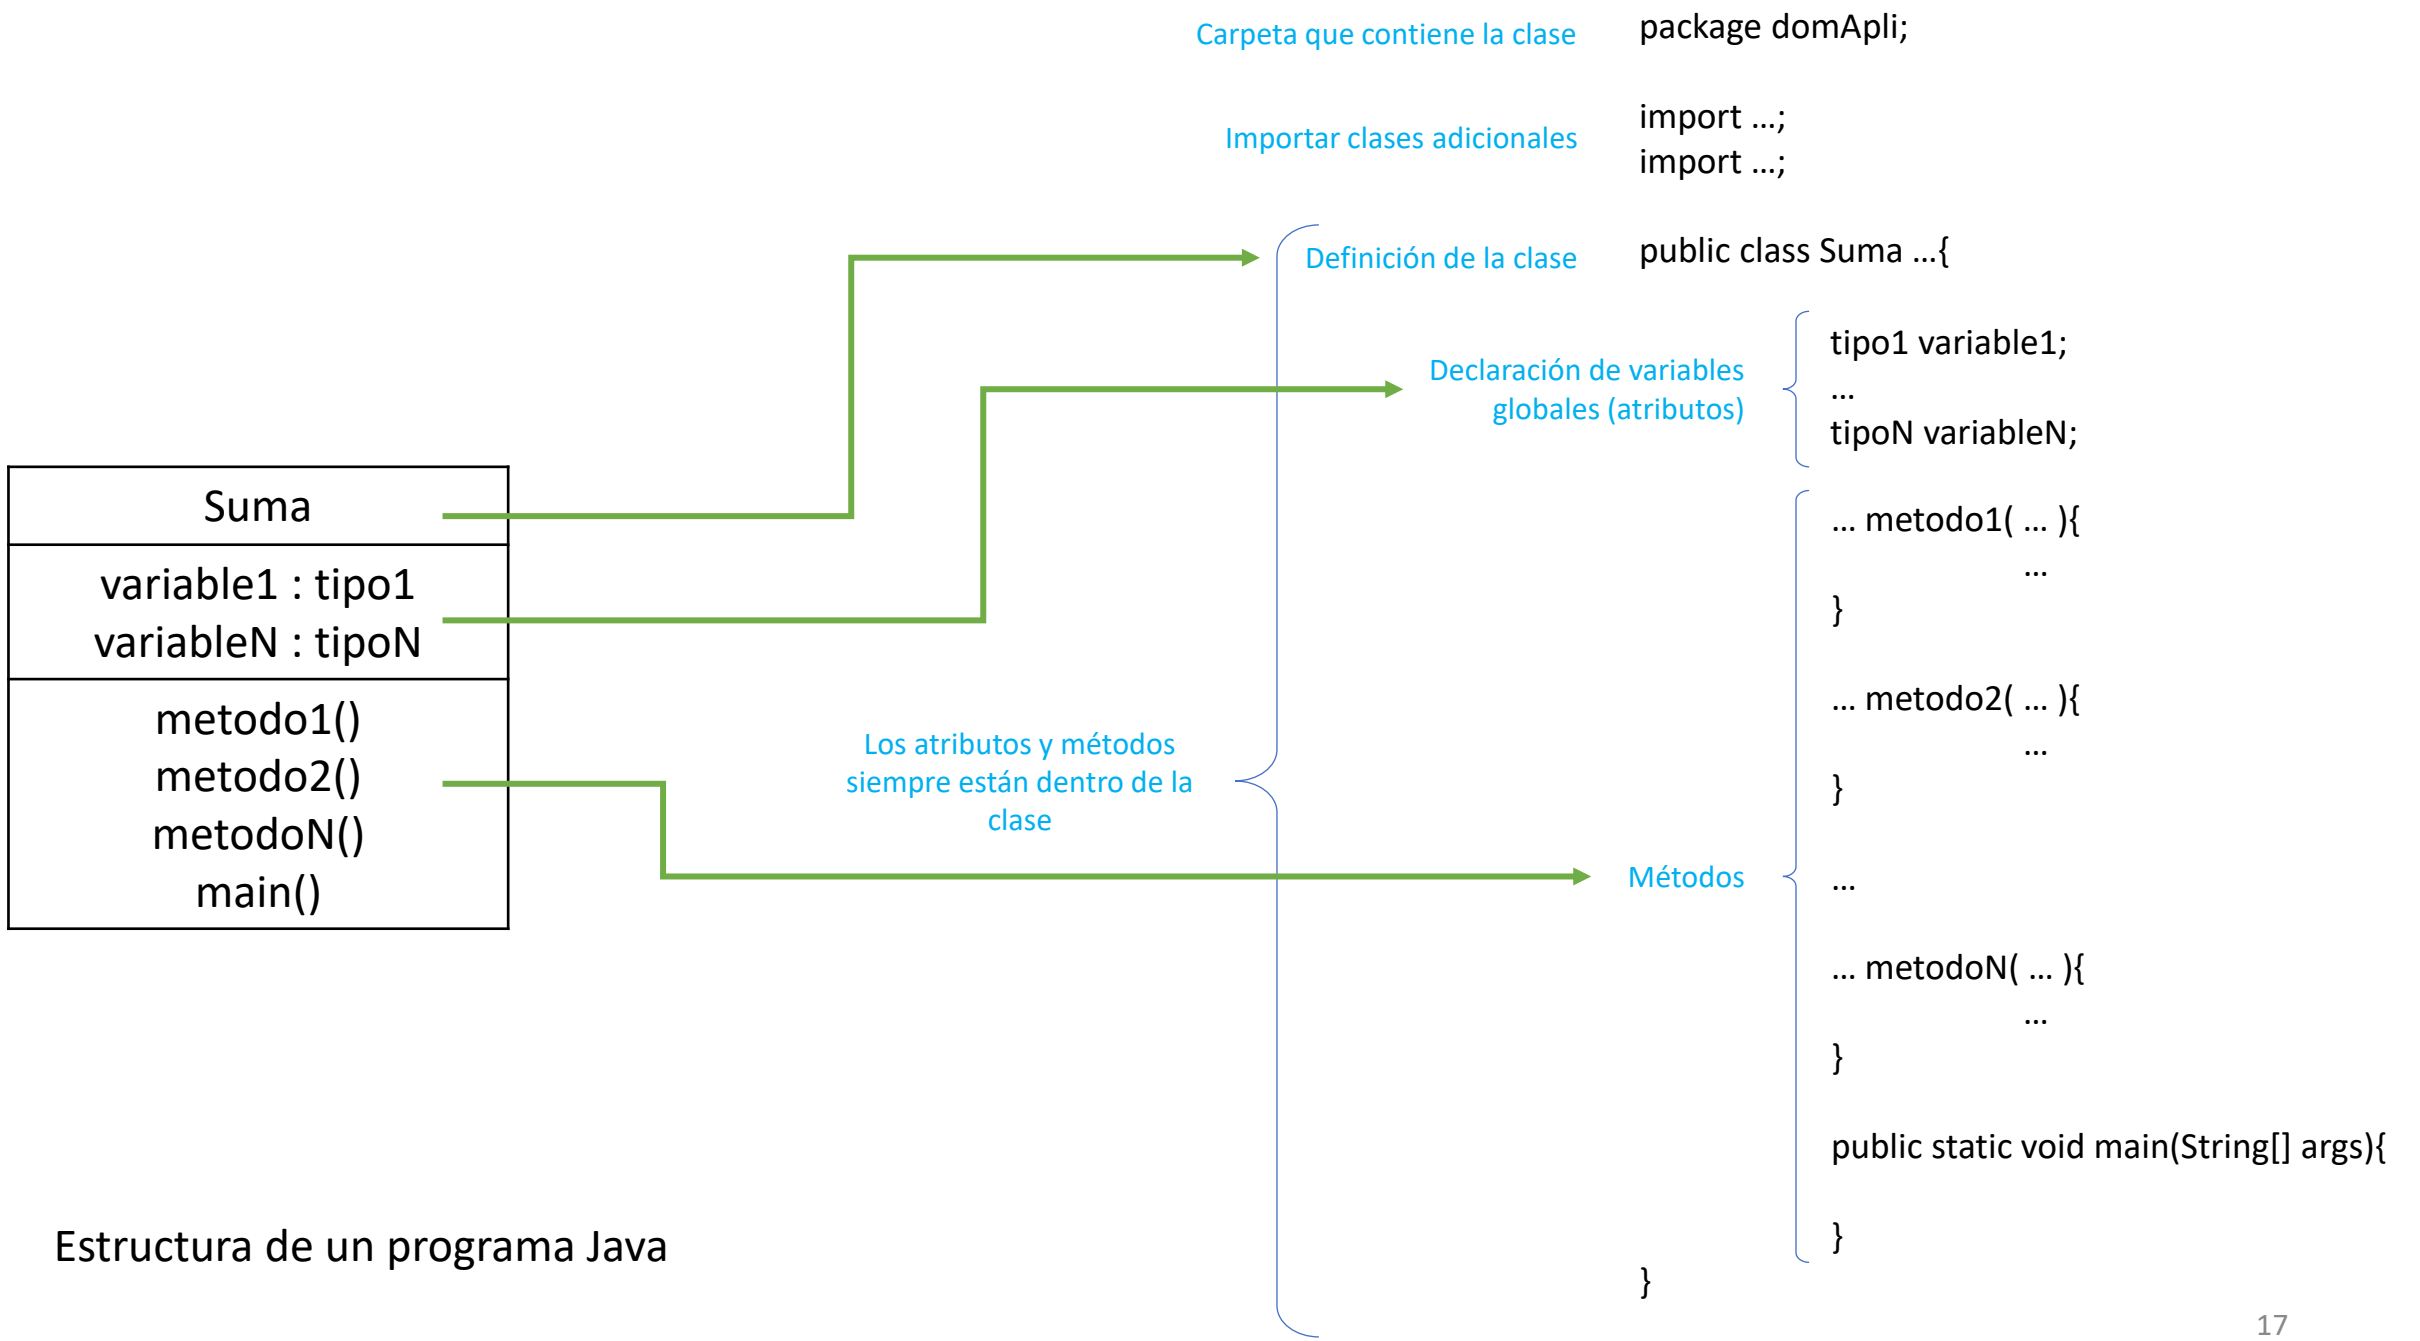 Carpeta que contiene la clase
package domApli;
Importar clases adicionales
import ...;
import ...;
Definición de la clase
public class Suma ...{
Declaración de variables
globales (atributos)
tipo1 variable1;
...
tipoN variableN;
Suma
variable1 : tipo1
variableN : tipoN
metodo1()
metodo2()
metodoN()
main()
Los atributos y métodos
siempre están dentro de la
clase
Métodos
... metodo1( ... ){
...
}
... metodo2( ... ){
...
}
...
... metodoN( ... ){
...
}
public static void main(String[] args){
}
}
Estructura de un programa Java
17